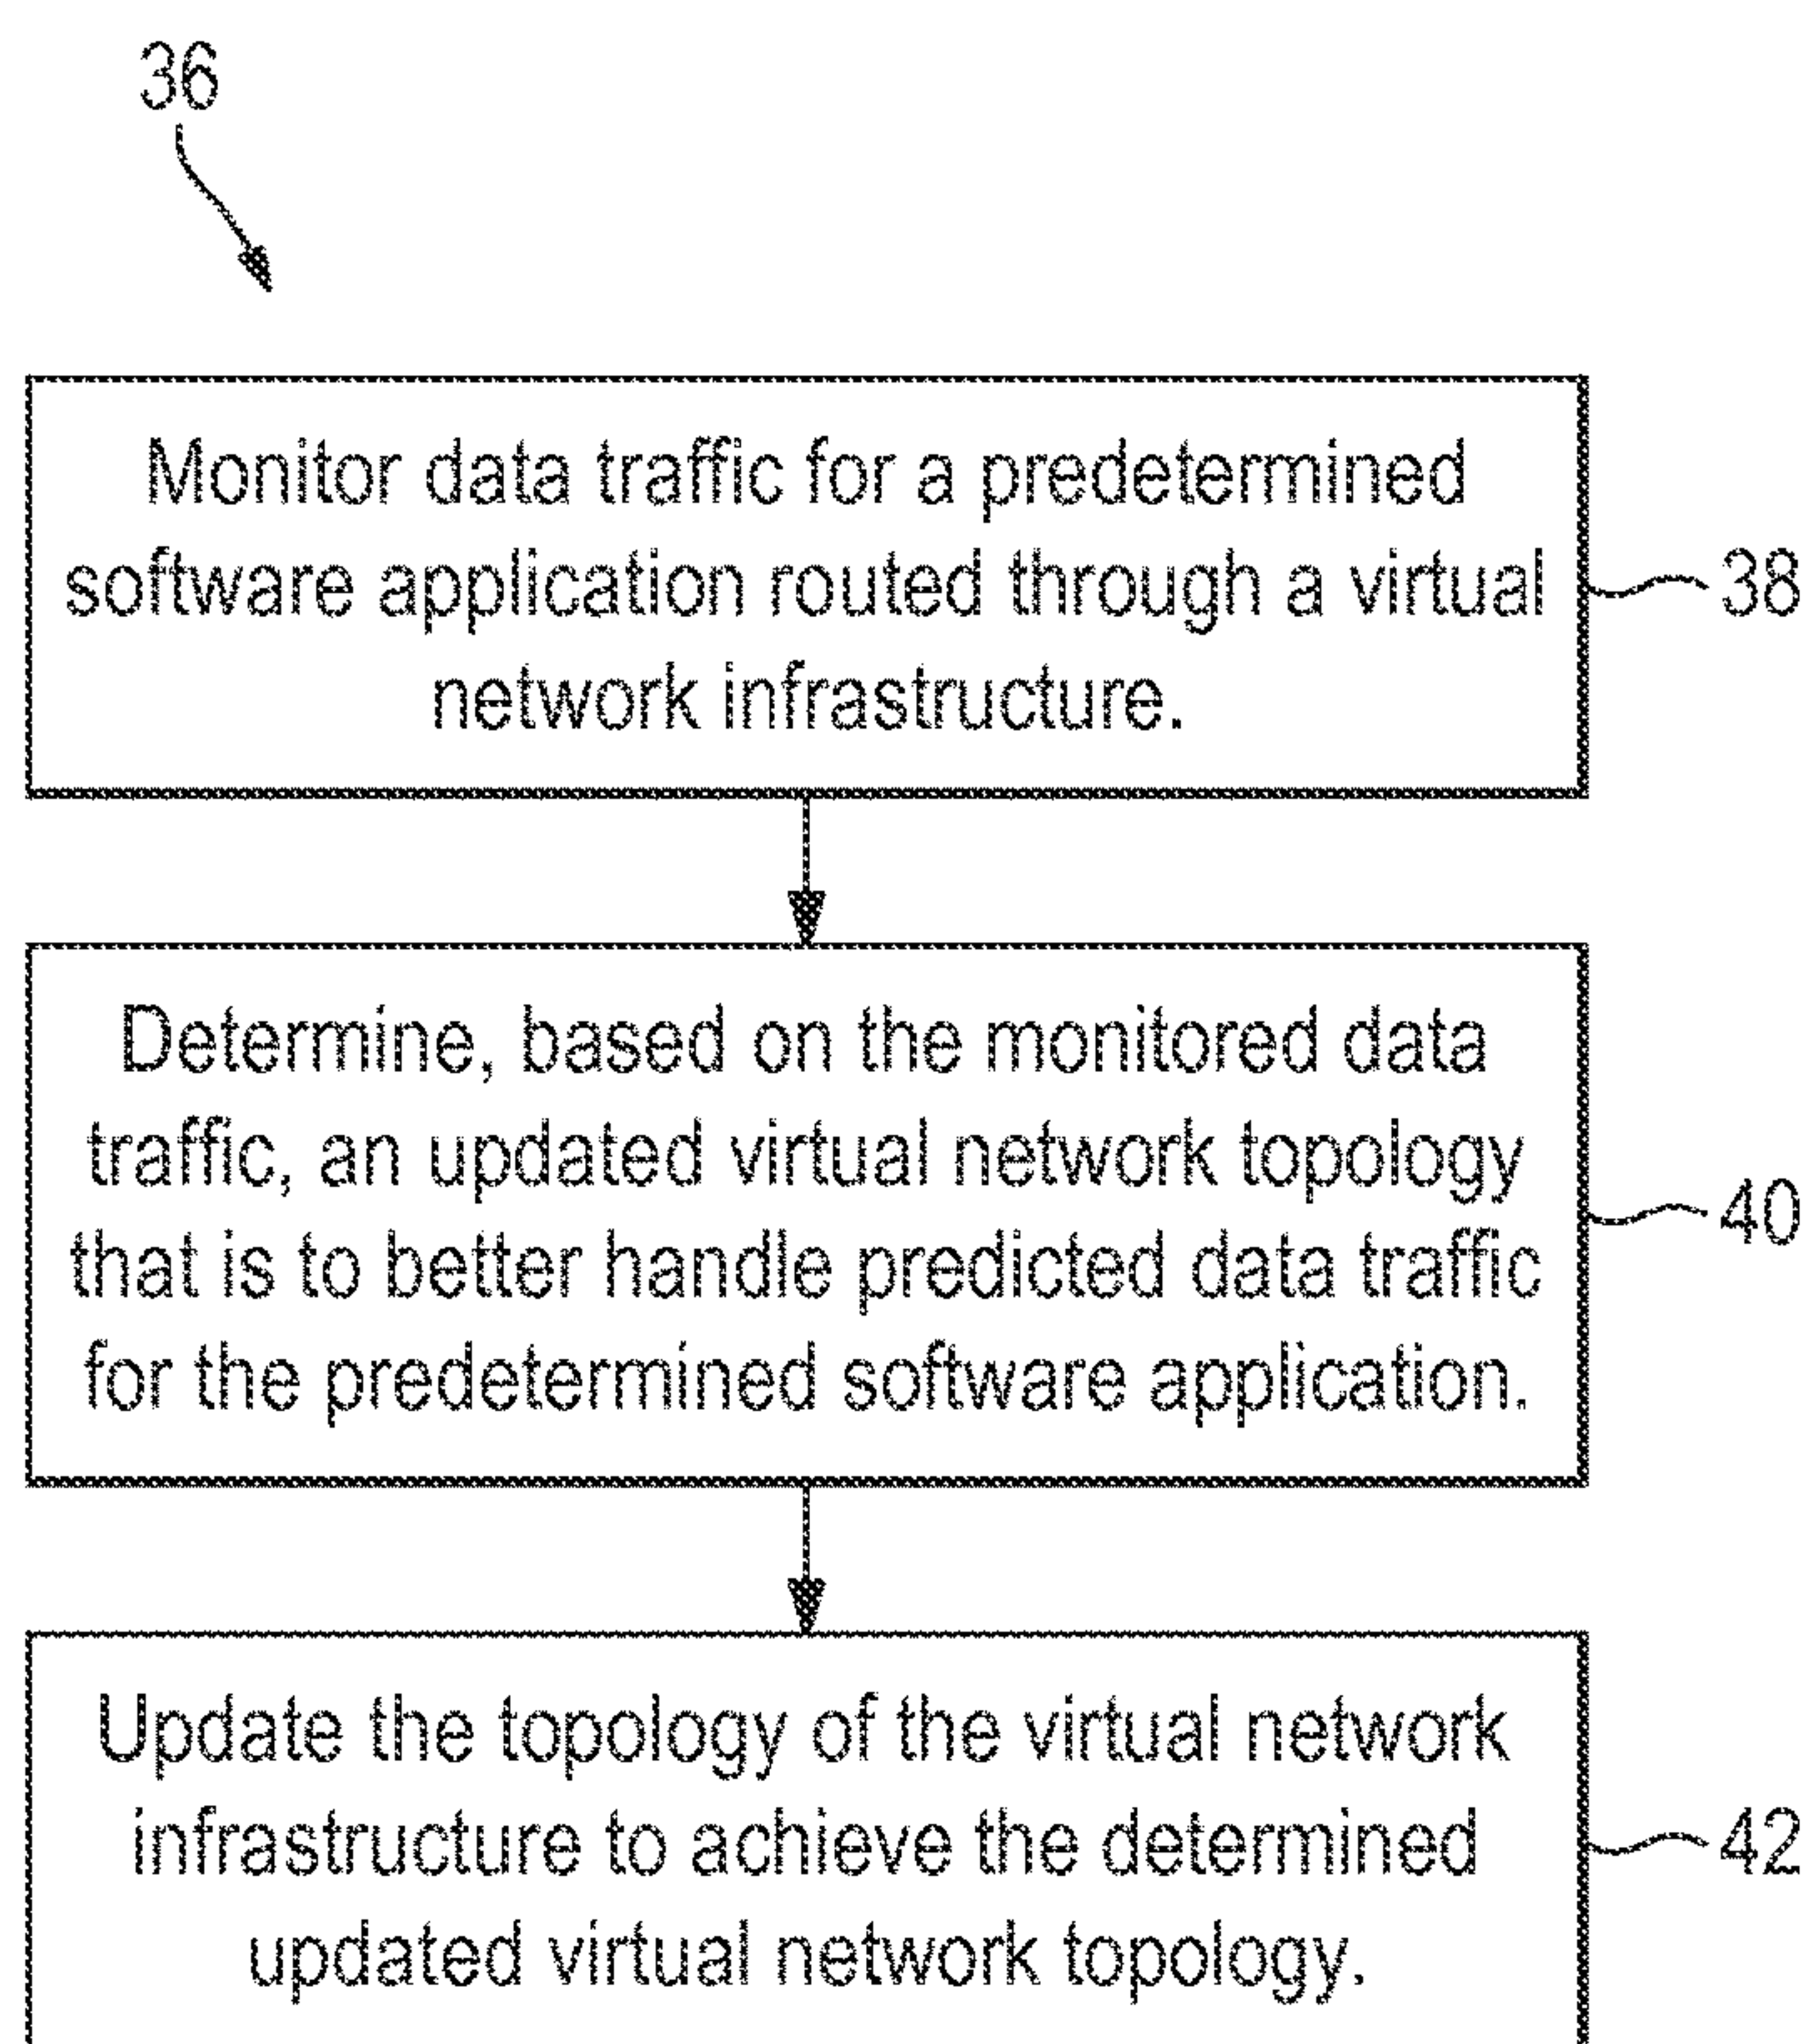 36
Monitor data traffic for a predetermined
software application routed through a virtual
network infrastructure.
38
Determine, based on the monitored data
traffic, an updated virtual network topology
that is to better handle predicted data traffic
for the predetermined software application.
40
Update the topology of the virtual network
infrastructure to achieve the determined
updated virtual network topology.
42